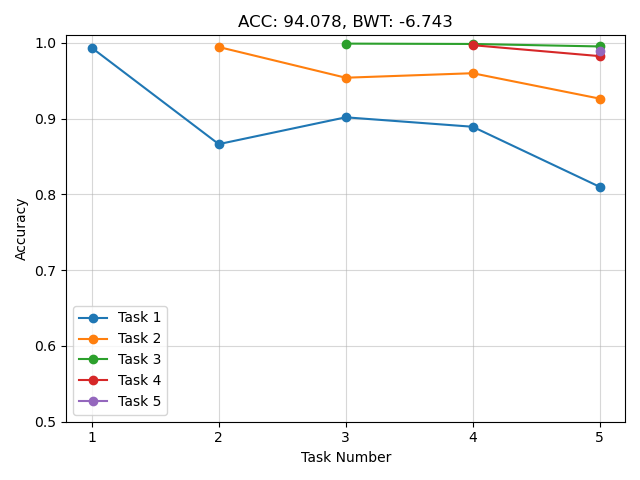 ACC: 94.078, BWT: -6.743
1.0
0.9
0.8
0.7
0.6
0.5
Accuracy
Task 1
Task 2
Task 3
Task 4
Task 5
1 2 3 4 5
Task Number